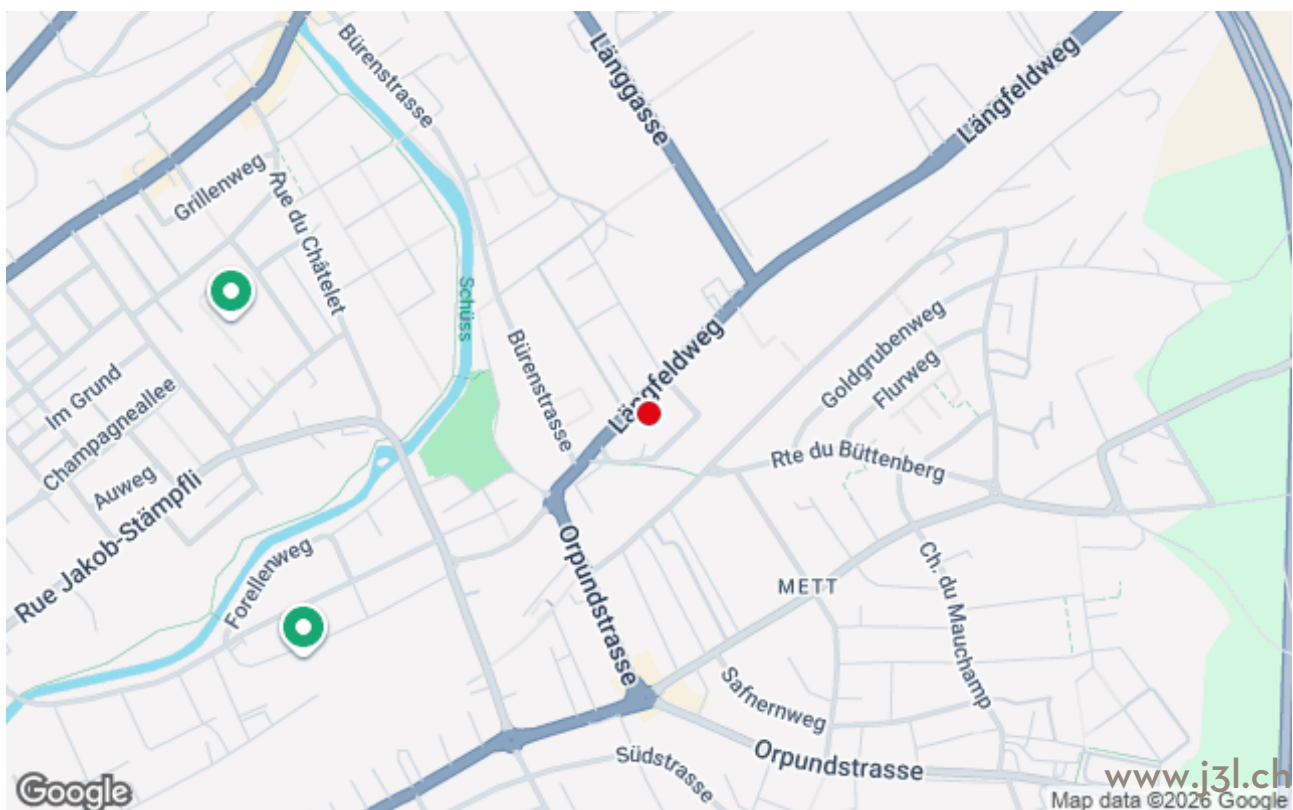 Bürenstrasse
Länggasse
Längfeldweg
Grillenweg
Rue du Châtelet
Schüss
Bürenstrasse
Längfeldweg
Goldgrubenweg
Flurweg
Im Grund
Champagneallee
Auweg
Rue Jakob-Stämpfli
Rte du Büttenberg
Forellenweg
Orpundstrasse
METT
Ch. du Mauchamp
Safnernweg
Südstrasse
Orpundstrasse
www.j3l.ch
Google
Map data ©2026 Google